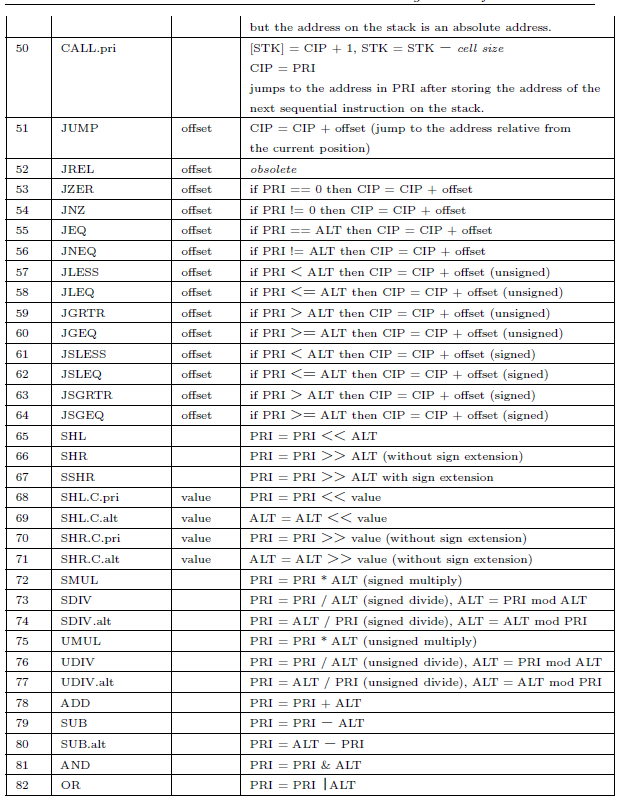 but the address on the stack is an absolute address.
50 CALL.pri [STK] = CIP + 1, STK = STK − cell size
CIP = PRI
jumps to the address in PRI after storing the address of the
next sequential instruction on the stack.
51 JUMP offset CIP = CIP + offset (jump to the address relative from
the current position)
52 JREL offset obsolete
53 JZER offset if PRI == 0 then CIP = CIP + offset
54 JNZ offset if PRI != 0 then CIP = CIP + offset
55 JEQ offset if PRI == ALT then CIP = CIP + offset
56 JNEQ offset if PRI != ALT then CIP = CIP + offset
57 JLESS offset if PRI < ALT then CIP = CIP + offset (unsigned)
58 JLEQ offset if PRI <= ALT then CIP = CIP + offset (unsigned)
59 JGRTR offset if PRI > ALT then CIP = CIP + offset (unsigned)
60 JGEQ offset if PRI >= ALT then CIP = CIP + offset (unsigned)
61 JSLESS offset if PRI < ALT then CIP = CIP + offset (signed)
62 JSLEQ offset if PRI <= ALT then CIP = CIP + offset (signed)
63 JSGRTR offset if PRI > ALT then CIP = CIP + offset (signed)
64 JSGEQ offset if PRI >= ALT then CIP = CIP + offset (signed)
65 SHL PRI = PRI << ALT
66 SHR PRI = PRI >> ALT (without sign extension)
67 SSHR PRI = PRI >> ALT with sign extension
68 SHL.C.pri value PRI = PRI << value
69 SHL.C.alt value ALT = ALT << value
70 SHR.C.pri value PRI = PRI >> value (without sign extension)
71 SHR.C.alt value ALT = ALT >> value (without sign extension)
72 SMUL PRI = PRI * ALT (signed multiply)
73 SDIV PRI = PRI / ALT (signed divide), ALT = PRI mod ALT
74 SDIV.alt PRI = ALT / PRI (signed divide), ALT = ALT mod PRI
75 UMUL PRI = PRI * ALT (unsigned multiply)
76 UDIV PRI = PRI / ALT (unsigned divide), ALT = PRI mod ALT
77 UDIV.alt PRI = ALT / PRI (unsigned divide), ALT = ALT mod PRI
78 ADD PRI = PRI + ALT
79 SUB PRI = PRI − ALT
80 SUB.alt PRI = ALT − PRI
81 AND PRI = PRI & ALT
82 OR PRI = PRI | ALT